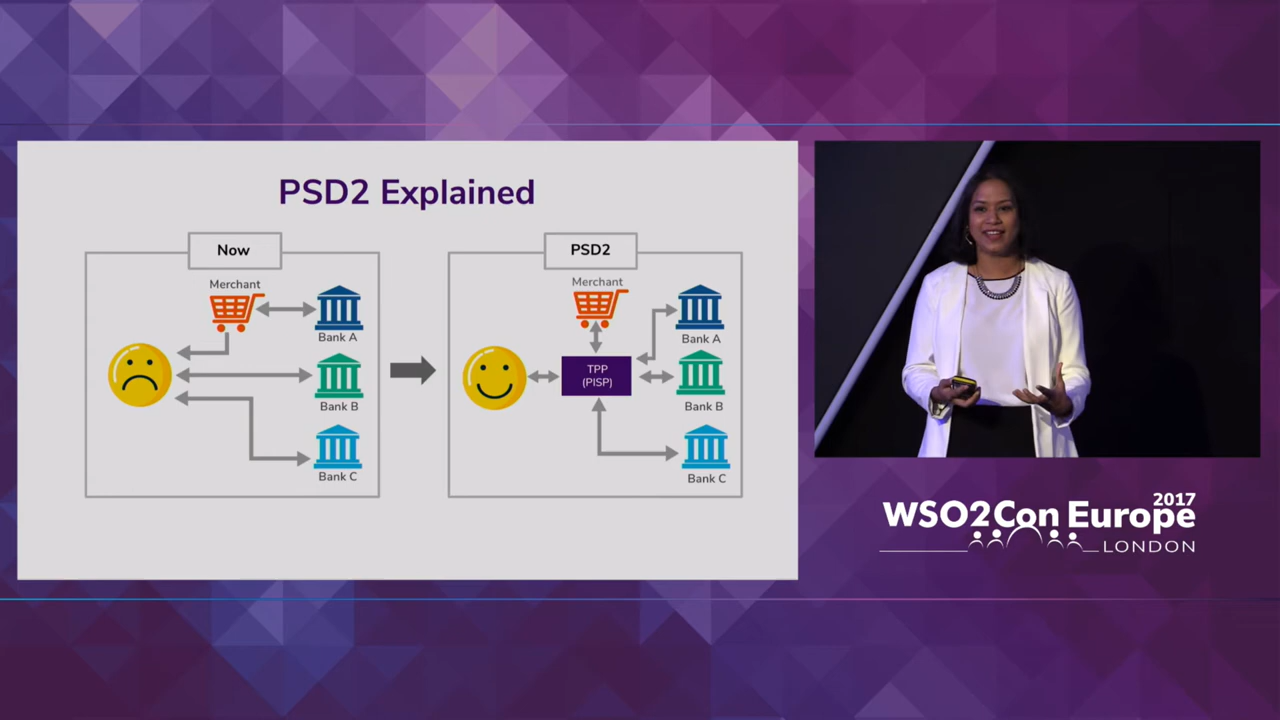 PSD2 Explained
Now
Merchant
Bank A
Bank B
Bank C
PSD2
Merchant
TPP
(PISP)
Bank A
Bank B
Bank C
2017
WSO2Con Europe
LONDON